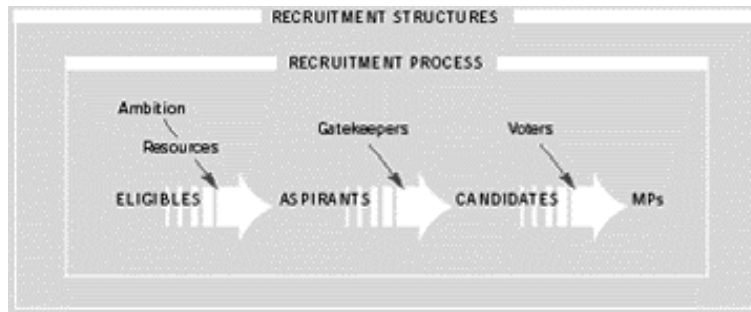 RECRUITMENT STRUCTURES
RECRUITMENT PROCESS
Ambition
Resources
Gatekeepers
Voters
ELIGIBLES
ASPIRANTS
CANDIDATES
MPs